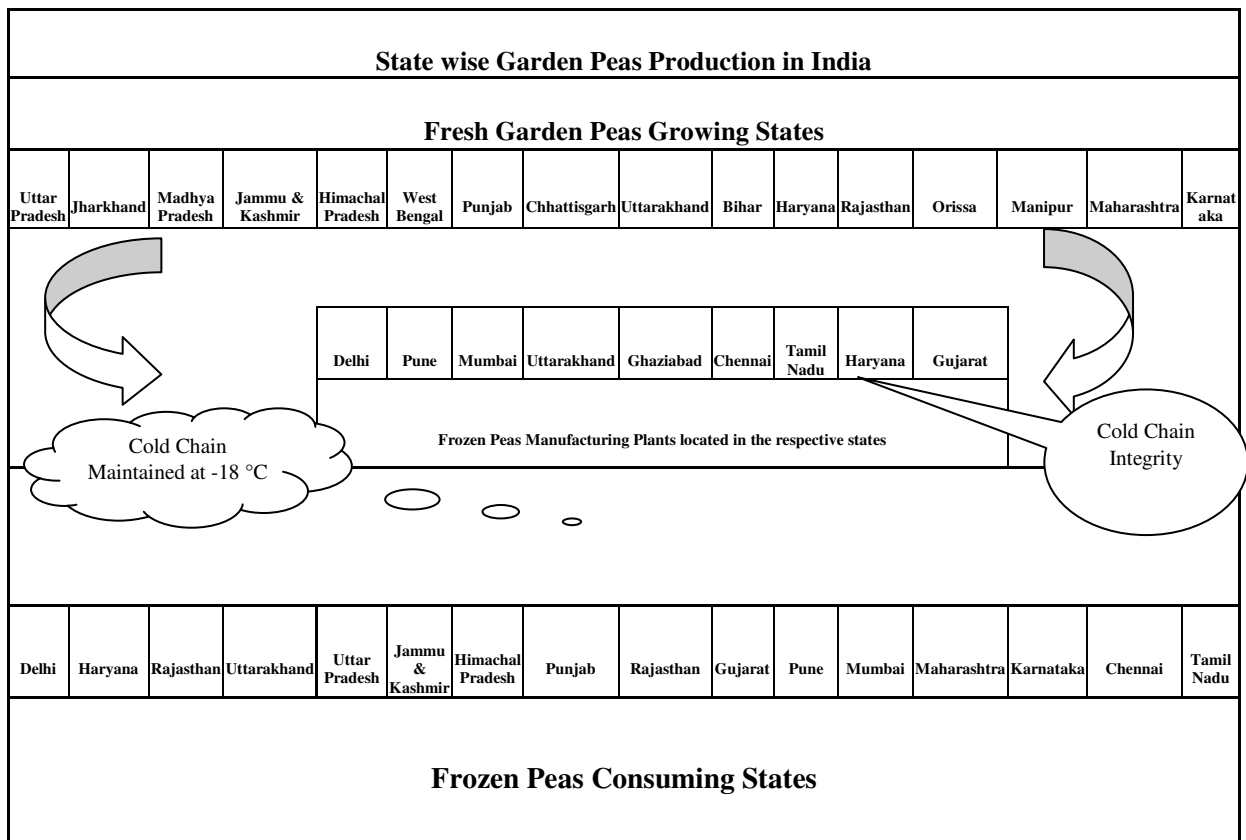 State wise Garden Peas Production in India
Fresh Garden Peas Growing States
Uttar
Pradesh
Jharkhand
Madhya
Pradesh
Jammu &
Kashmir
Himachal
Pradesh
West
Bengal
Punjab
Chhattisgarh
Uttarakhand
Bihar
Haryana
Rajasthan
Orissa
Manipur
Maharashtra
Karnat
aka
Delhi
Pune
Mumbai
Uttarakhand
Ghaziabad
Chennai
Tamil
Nadu
Haryana
Gujarat
Frozen Peas Manufacturing Plants located in the respective states
Cold Chain
Maintained at -18 °C
Cold Chain
Integrity
Delhi
Haryana
Rajasthan
Uttarakhand
Uttar
Pradesh
Jammu
&
Kashmir
Himachal
Pradesh
Punjab
Rajasthan
Gujarat
Pune
Mumbai
Maharashtra
Karnataka
Chennai
Tamil
Nadu
Frozen Peas Consuming States